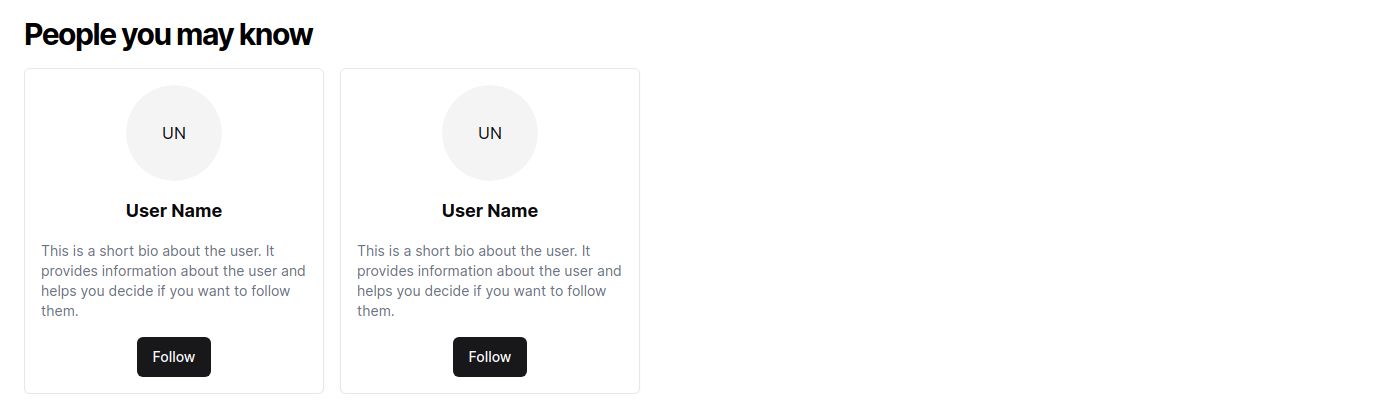 People you may know
UN
User Name
This is a short bio about the user. It
provides information about the user and
helps you decide if you want to follow
them.
Follow
UN
User Name
This is a short bio about the user. It
provides information about the user and
helps you decide if you want to follow
them.
Follow